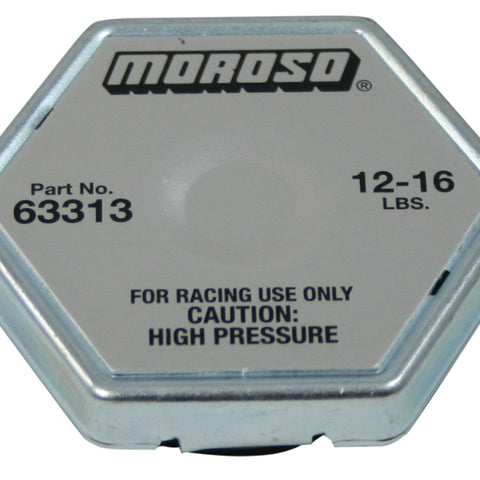 MOROSO®
Part No.
63313
12-16
LBS.
FOR RACING USE ONLY
CAUTION:
HIGH PRESSURE